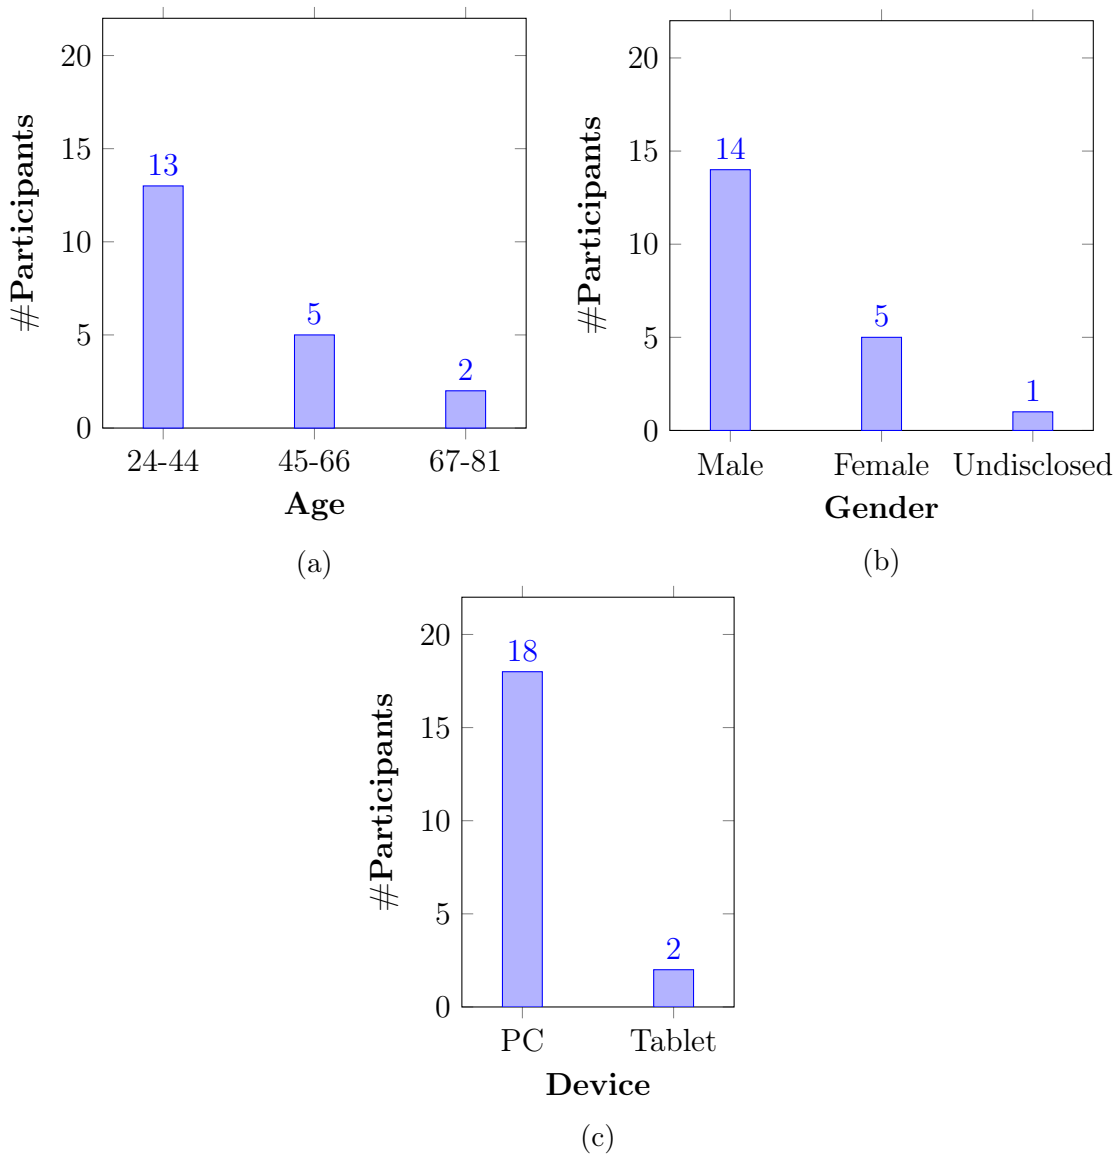 20
15
10
5
0
#Participants
13
5
2
24-44 45-66 67-81
Age
(a)
20
15
10
5
0
#Participants
14
5
1
Male Female Undisclosed
Gender
(b)
20
15
10
5
0
#Participants
18
2
PC Tablet
Device
(c)